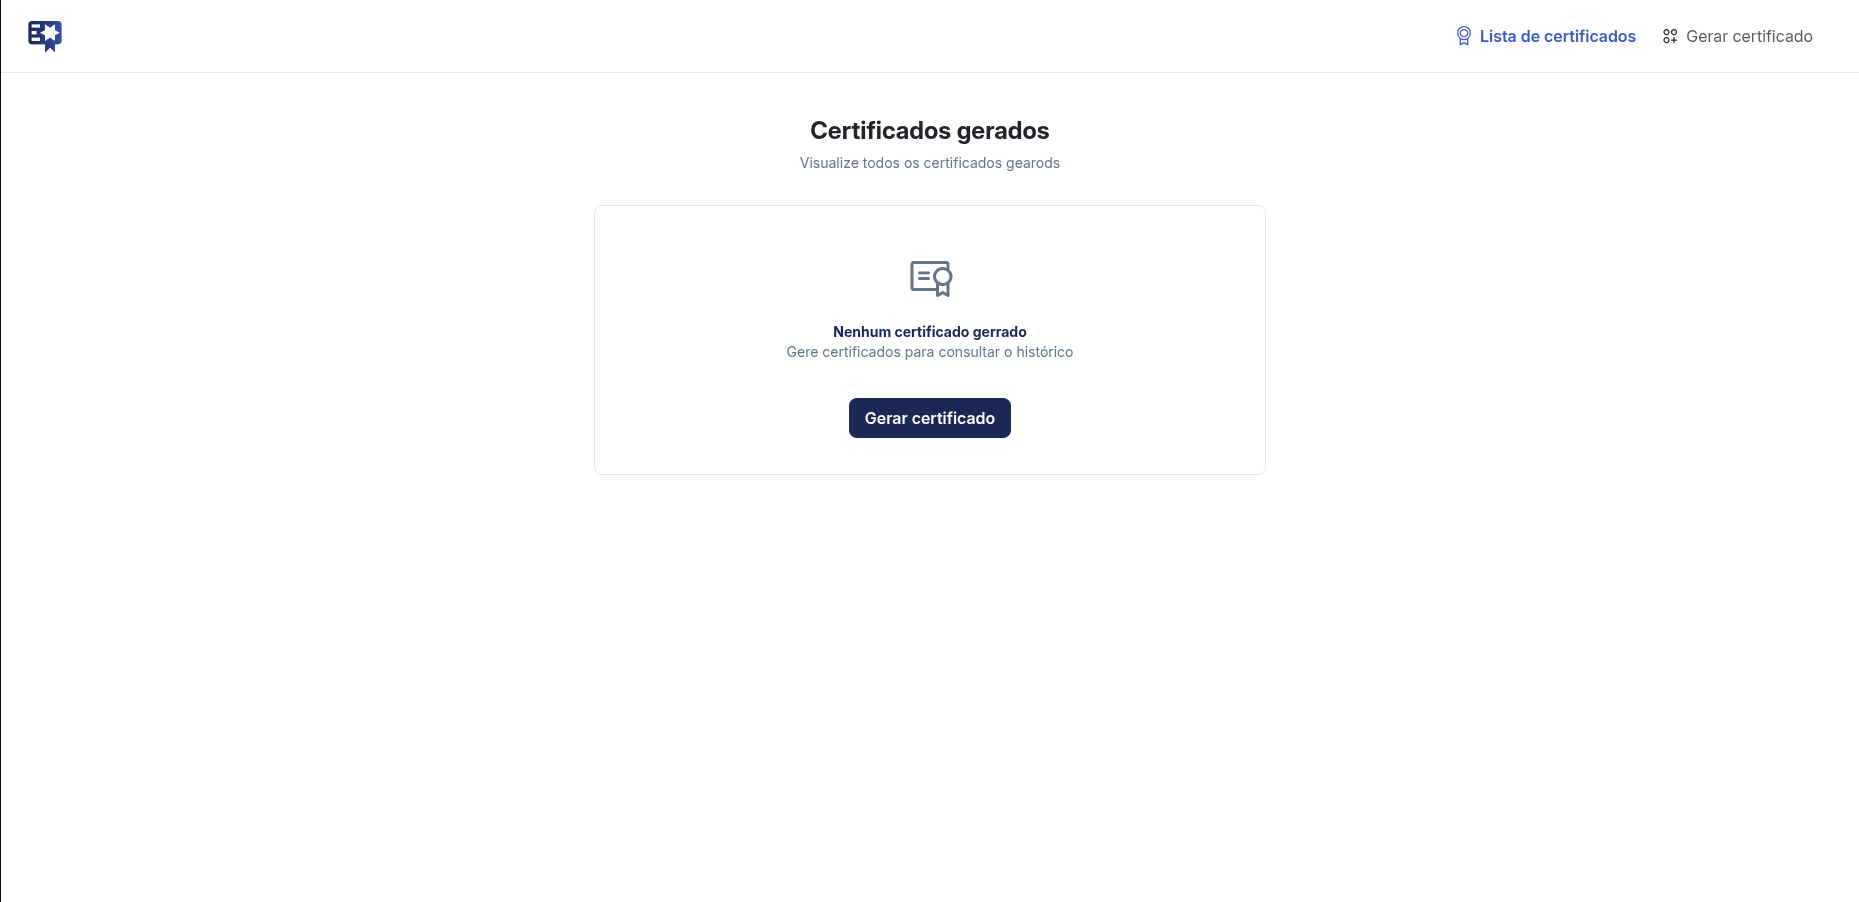 Lista de certificados
Gerar certificado
Certificados gerados
Visualize todos os certificados gearods
Nenhum certificado gerrado
Gere certificados para consultar o histórico
Gerar certificado